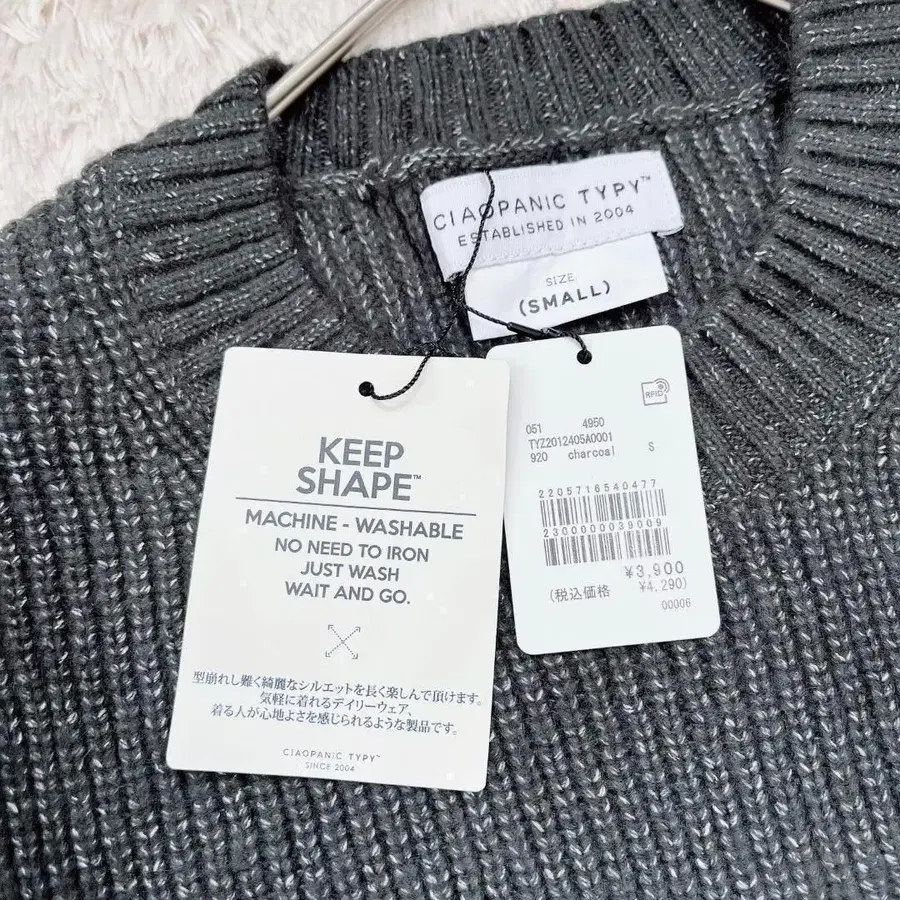 CIAOPANIC TYPY™
ESTABLISHED IN 2004
SIZE
(SMALL)
KEEP
SHAPE™
MACHINE - WASHABLE
NO NEED TO IRON
JUST WASH
WAIT AND GO.
型崩れし難く綺麗なシルエットを長く楽しんで頂けます。
気軽に着れるデイリーウェア、
着る人が心地よさを感じられるような製品です。
CIAOPANIC TYPY™
SINCE 2004
RFID
051 4950
TYZ2012405A0001
920 charcoal S
2205716540477
2300000039009
¥3,900
(税込価格 ¥4,290)
00006